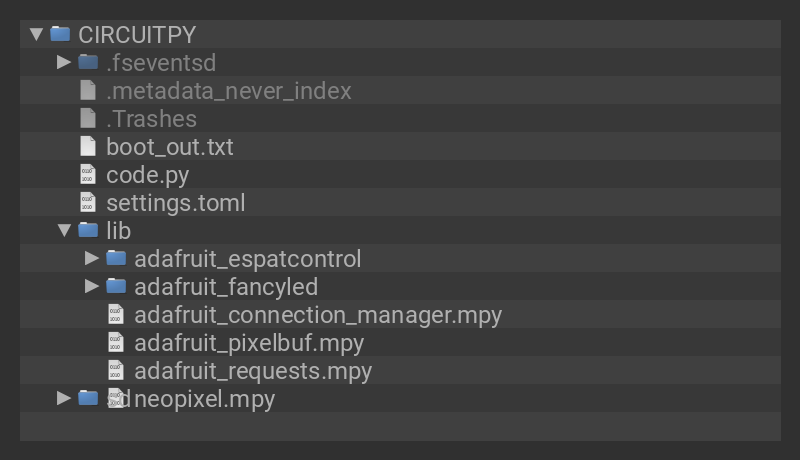 CIRCUITPY
.fseventsd
.metadata_never_index
.Trashes
boot_out.txt
code.py
settings.toml
lib
adafruit_espatcontrol
adafruit_fancyled
adafruit_connection_manager.mpy
adafruit_pixelbuf.mpy
adafruit_requests.mpy
sd neopixel.mpy